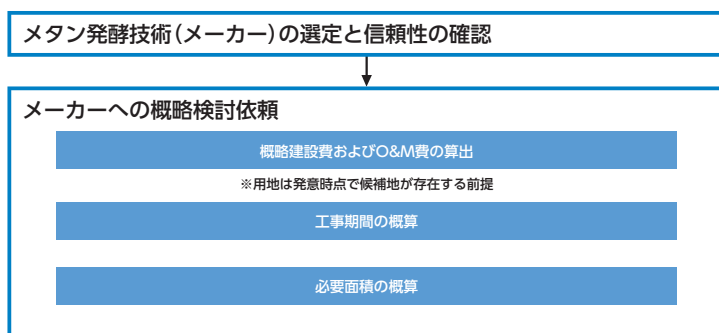 メタン発酵技術（メーカー）の選定と信頼性の確認
メーカーへの概略検討依頼
概略建設費およびO&M費の算出
※用地は発意時点で候補地が存在する前提
工事期間の概算
必要面積の概算